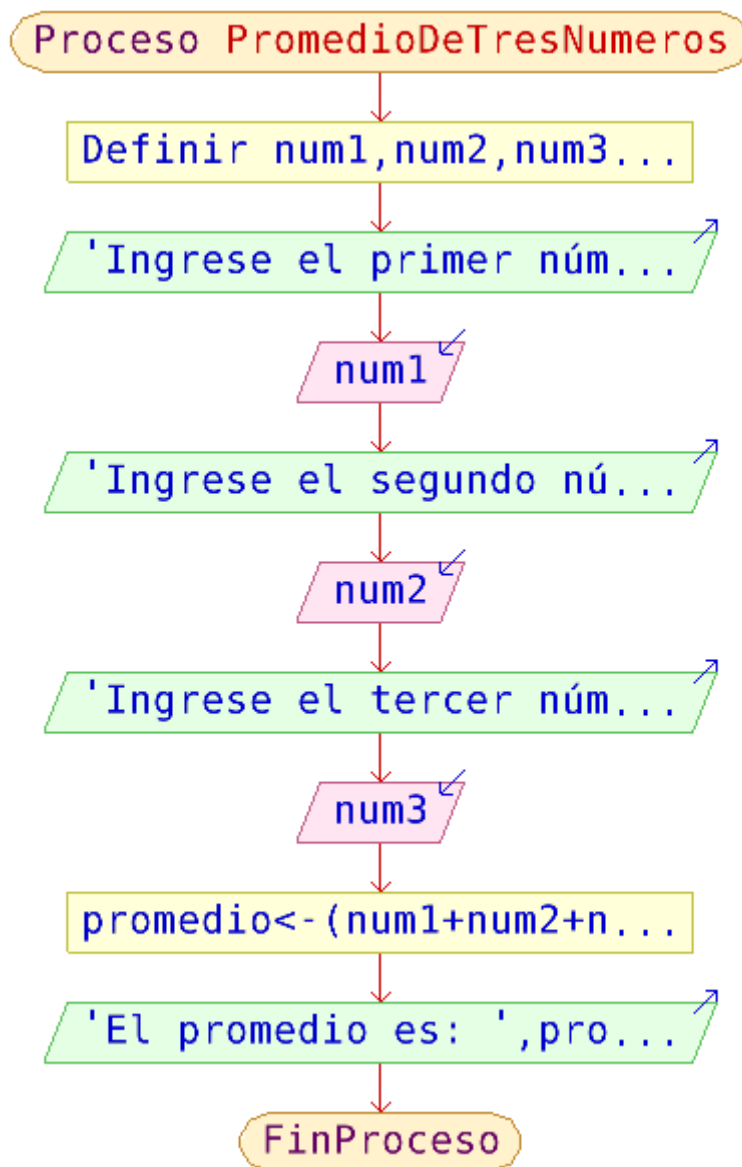 Proceso PromedioDeTresNumeros
Definir num1,num2,num3...
'Ingrese el primer núm...
num1
'Ingrese el segundo nú...
num2
'Ingrese el tercer núm...
num3
promedio<-(num1+num2+n...
'El promedio es: ',pro...
FinProceso